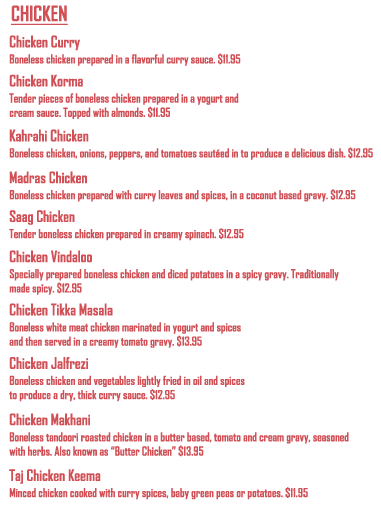 CHICKEN
Chicken Curry
Boneless chicken prepared in a flavorful curry sauce. $11.95
Chicken Korma
Tender pieces of boneless chicken prepared in a yogurt and
cream sauce. Topped with almonds. $11.95
Kahrahi Chicken
Boneless chicken, onions, peppers, and tomatoes sautéed in to produce a delicious dish. $12.95
Madras Chicken
Boneless chicken prepared with curry leaves and spices, in a coconut based gravy. $12.95
Saag Chicken
Tender boneless chicken prepared in creamy spinach. $12.95
Chicken Vindaloo
Specially prepared boneless chicken and diced potatoes in a spicy gravy. Traditionally
made spicy. $12.95
Chicken Tikka Masala
Boneless white meat chicken marinated in yogurt and spices
and then served in a creamy tomato gravy. $13.95
Chicken Jalfrezi
Boneless chicken and vegetables lightly fried in oil and spices
to produce a dry, thick curry sauce. $12.95
Chicken Makhani
Boneless tandoori roasted chicken in a butter based, tomato and cream gravy, seasoned
with herbs. Also known as "Butter Chicken" $13.95
Taj Chicken Keema
Minced chicken cooked with curry spices, baby green peas or potatoes. $11.95